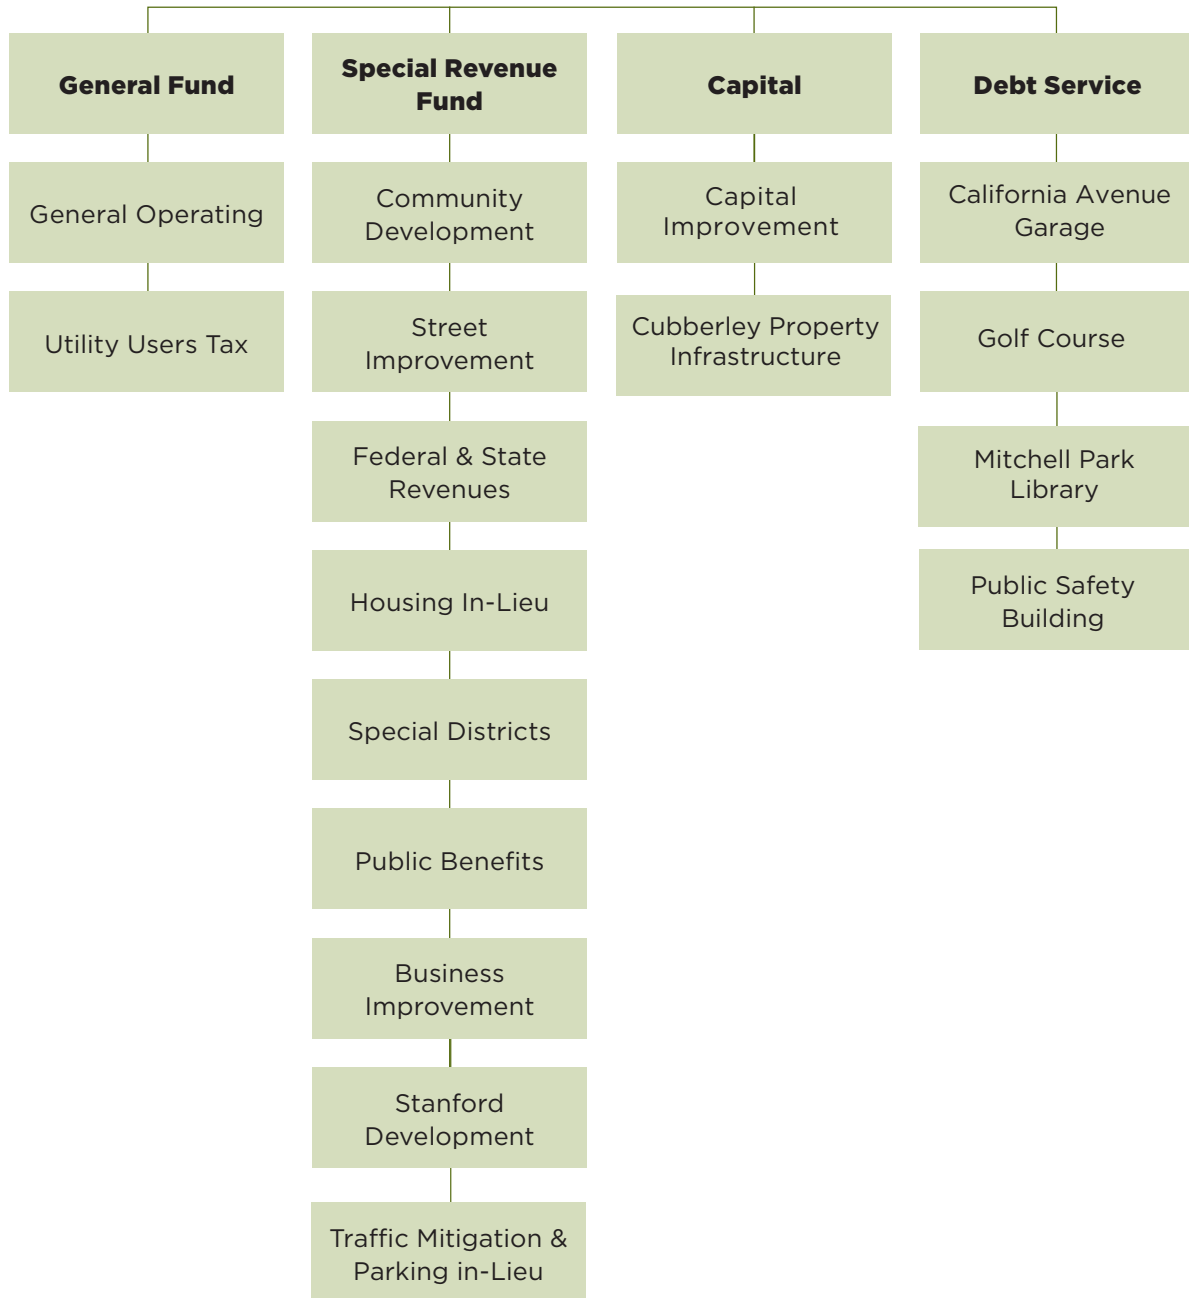 General Fund
General Operating
Utility Users Tax
Special Revenue
Fund
Community
Development
Street
Improvement
Federal & State
Revenues
Housing In-Lieu
Special Districts
Public Benefits
Business
Improvement
Stanford
Development
Traffic Mitigation &
Parking in-Lieu
Capital
Capital
Improvement
Cubberley Property
Infrastructure
Debt Service
California Avenue
Garage
Golf Course
Mitchell Park
Library
Public Safety
Building